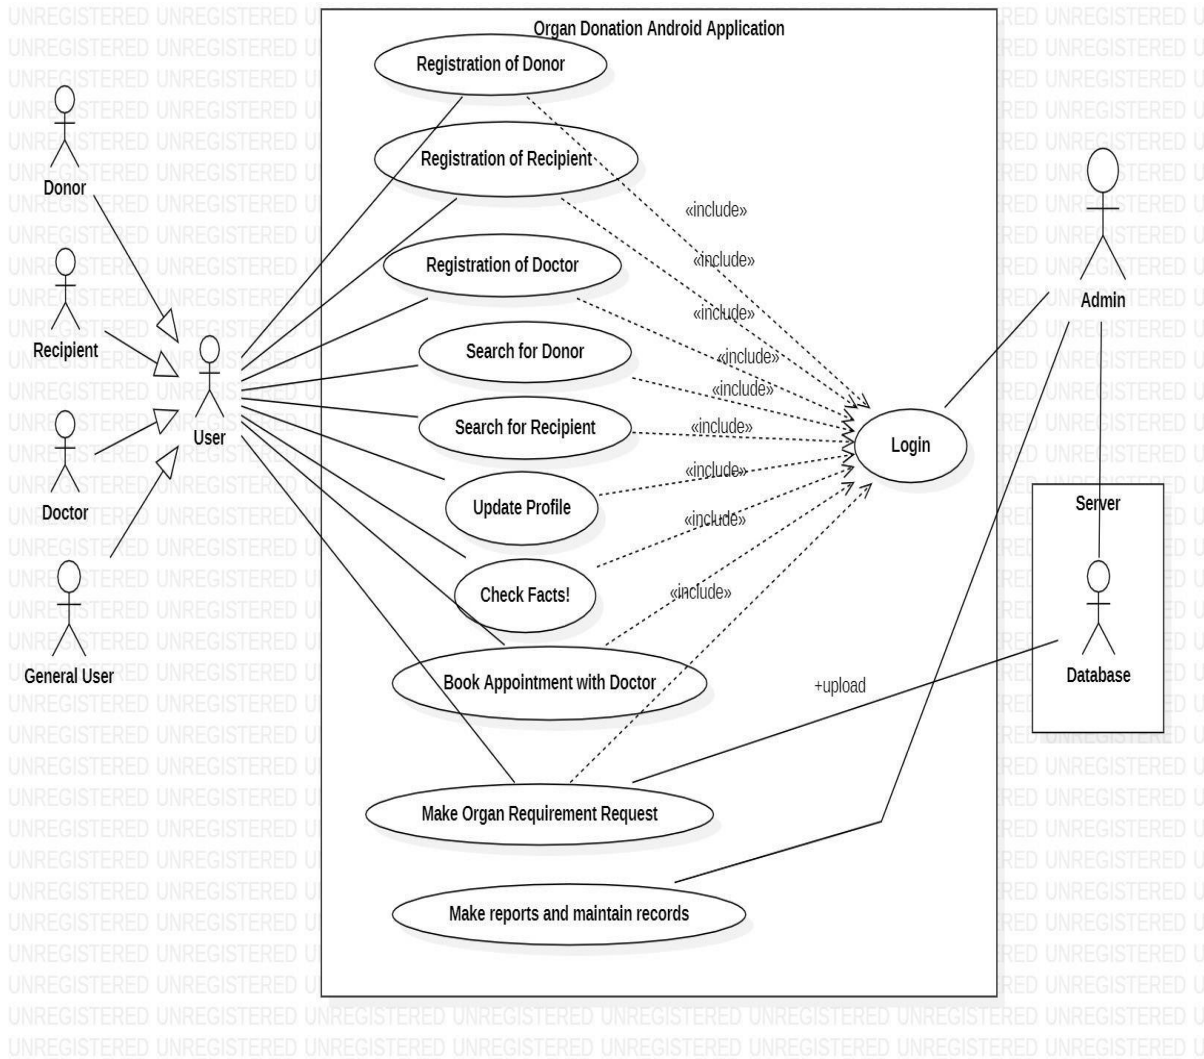 Organ Donation Android Application
Registration of Donor
Registration of Recipient
Registration of Doctor
Search for Donor
Search for Recipient
Update Profile
Check Facts!
Book Appointment with Doctor
Make Organ Requirement Request
Make reports and maintain records
Donor
Recipient
Doctor
General User
User
«include»
«include»
«include»
«include»
«include»
«include»
«include»
«include»
«include»
Login
+upload
Admin
Server
Database
UNREGISTERED UNREGISTERED UNREGISTERED UNREGISTERED UNREGISTERED UNREGISTERED UNREGISTERED UNREGISTERED